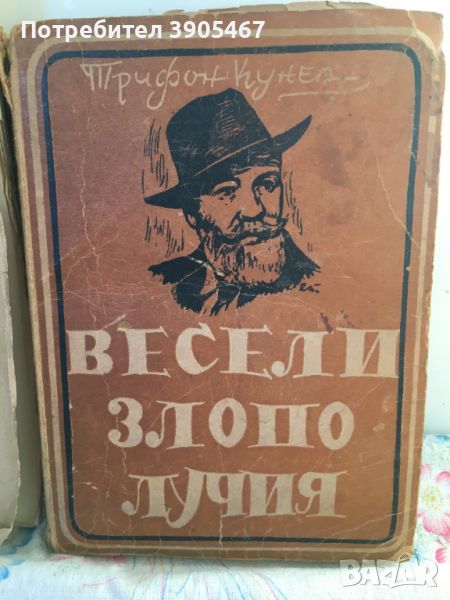 Потребител 3905467
Трифон Кунев
ВЕСЕЛИ
ЗЛОПО
ЛУЧИЯ
BAZAR